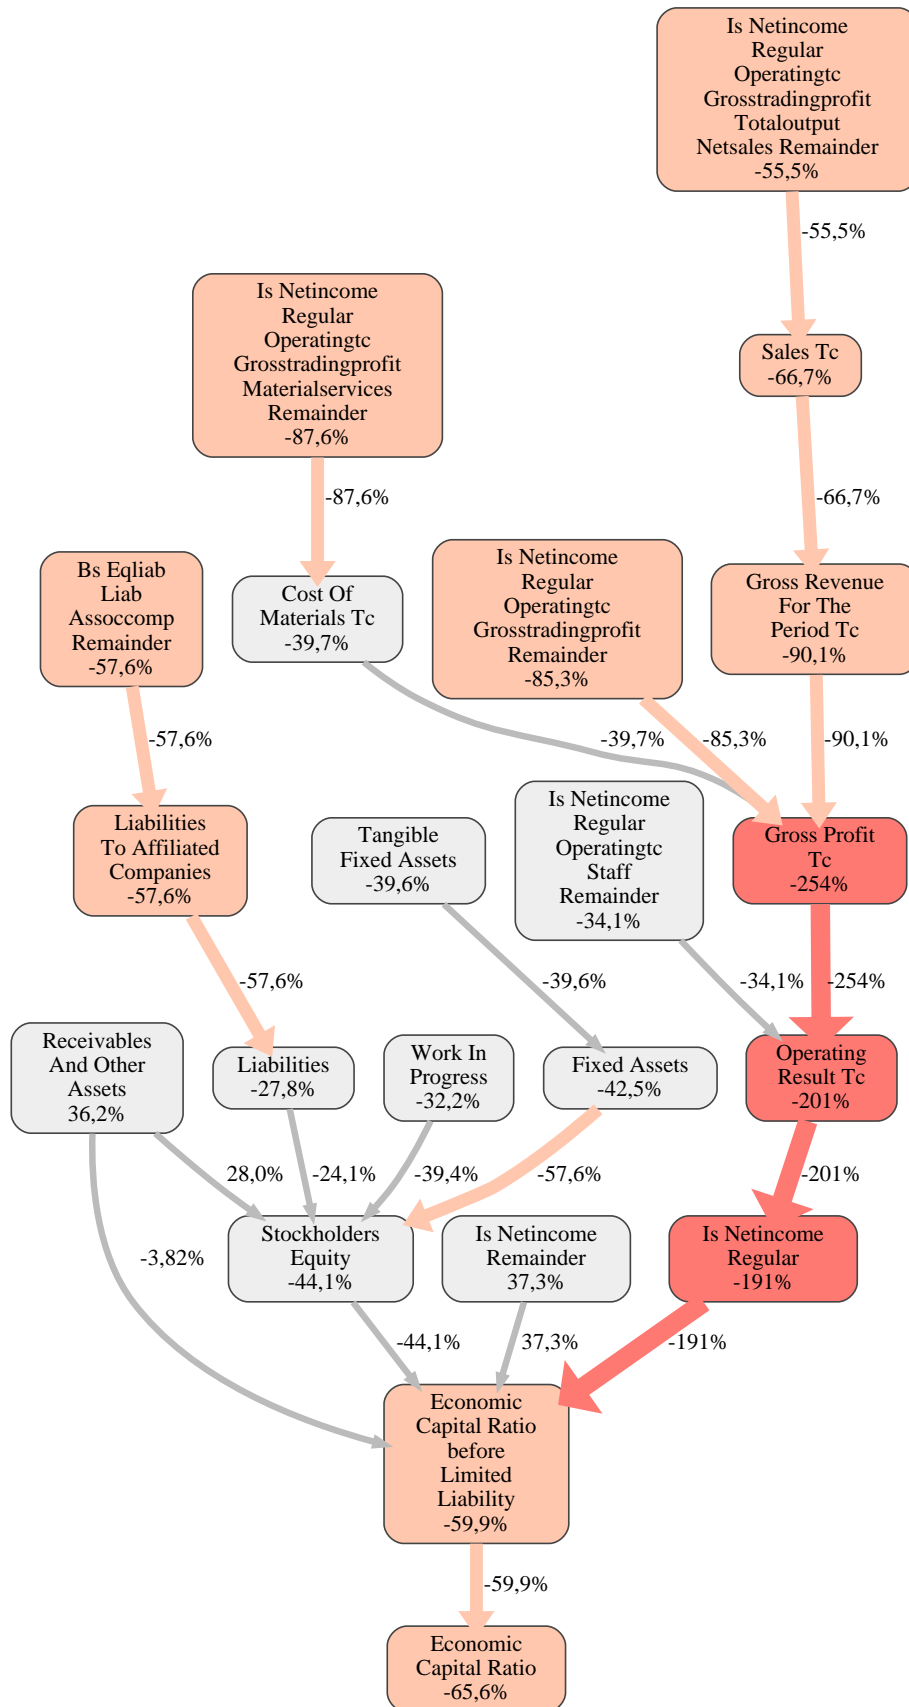 Is Netincome
Regular
Operatingtc
Grosstradingprofit
Totaloutput
Netsales Remainder
-55,5%
-55,5%
Is Netincome
Regular
Operatingtc
Grosstradingprofit
Materialservices
Remainder
-87,6%
Sales Tc
-66,7%
-87,6%
-66,7%
Bs Eqliab
Liab
Assoccomp
Remainder
-57,6%
Cost Of
Materials Tc
-39,7%
Is Netincome
Regular
Operatingtc
Grosstradingprofit
Remainder
-85,3%
Gross Revenue
For The
Period Tc
-90,1%
-57,6%
-39,7%
-85,3%
-90,1%
Liabilities
To Affiliated
Companies
-57,6%
Tangible
Fixed Assets
-39,6%
Is Netincome
Regular
Operatingtc
Staff
Remainder
-34,1%
Gross Profit
Tc
-254%
-57,6%
-39,6%
-34,1%
-254%
Receivables
And Other
Assets
36,2%
Liabilities
-27,8%
Work In
Progress
-32,2%
Fixed Assets
-42,5%
Operating
Result Tc
-201%
28,0%
-24,1%
-39,4%
-57,6%
-201%
-3,82%
Stockholders
Equity
-44,1%
Is Netincome
Remainder
37,3%
Is Netincome
Regular
-191%
-44,1%
37,3%
-191%
Economic
Capital Ratio
before
Limited
Liability
-59,9%
-59,9%
Economic
Capital Ratio
-65,6%